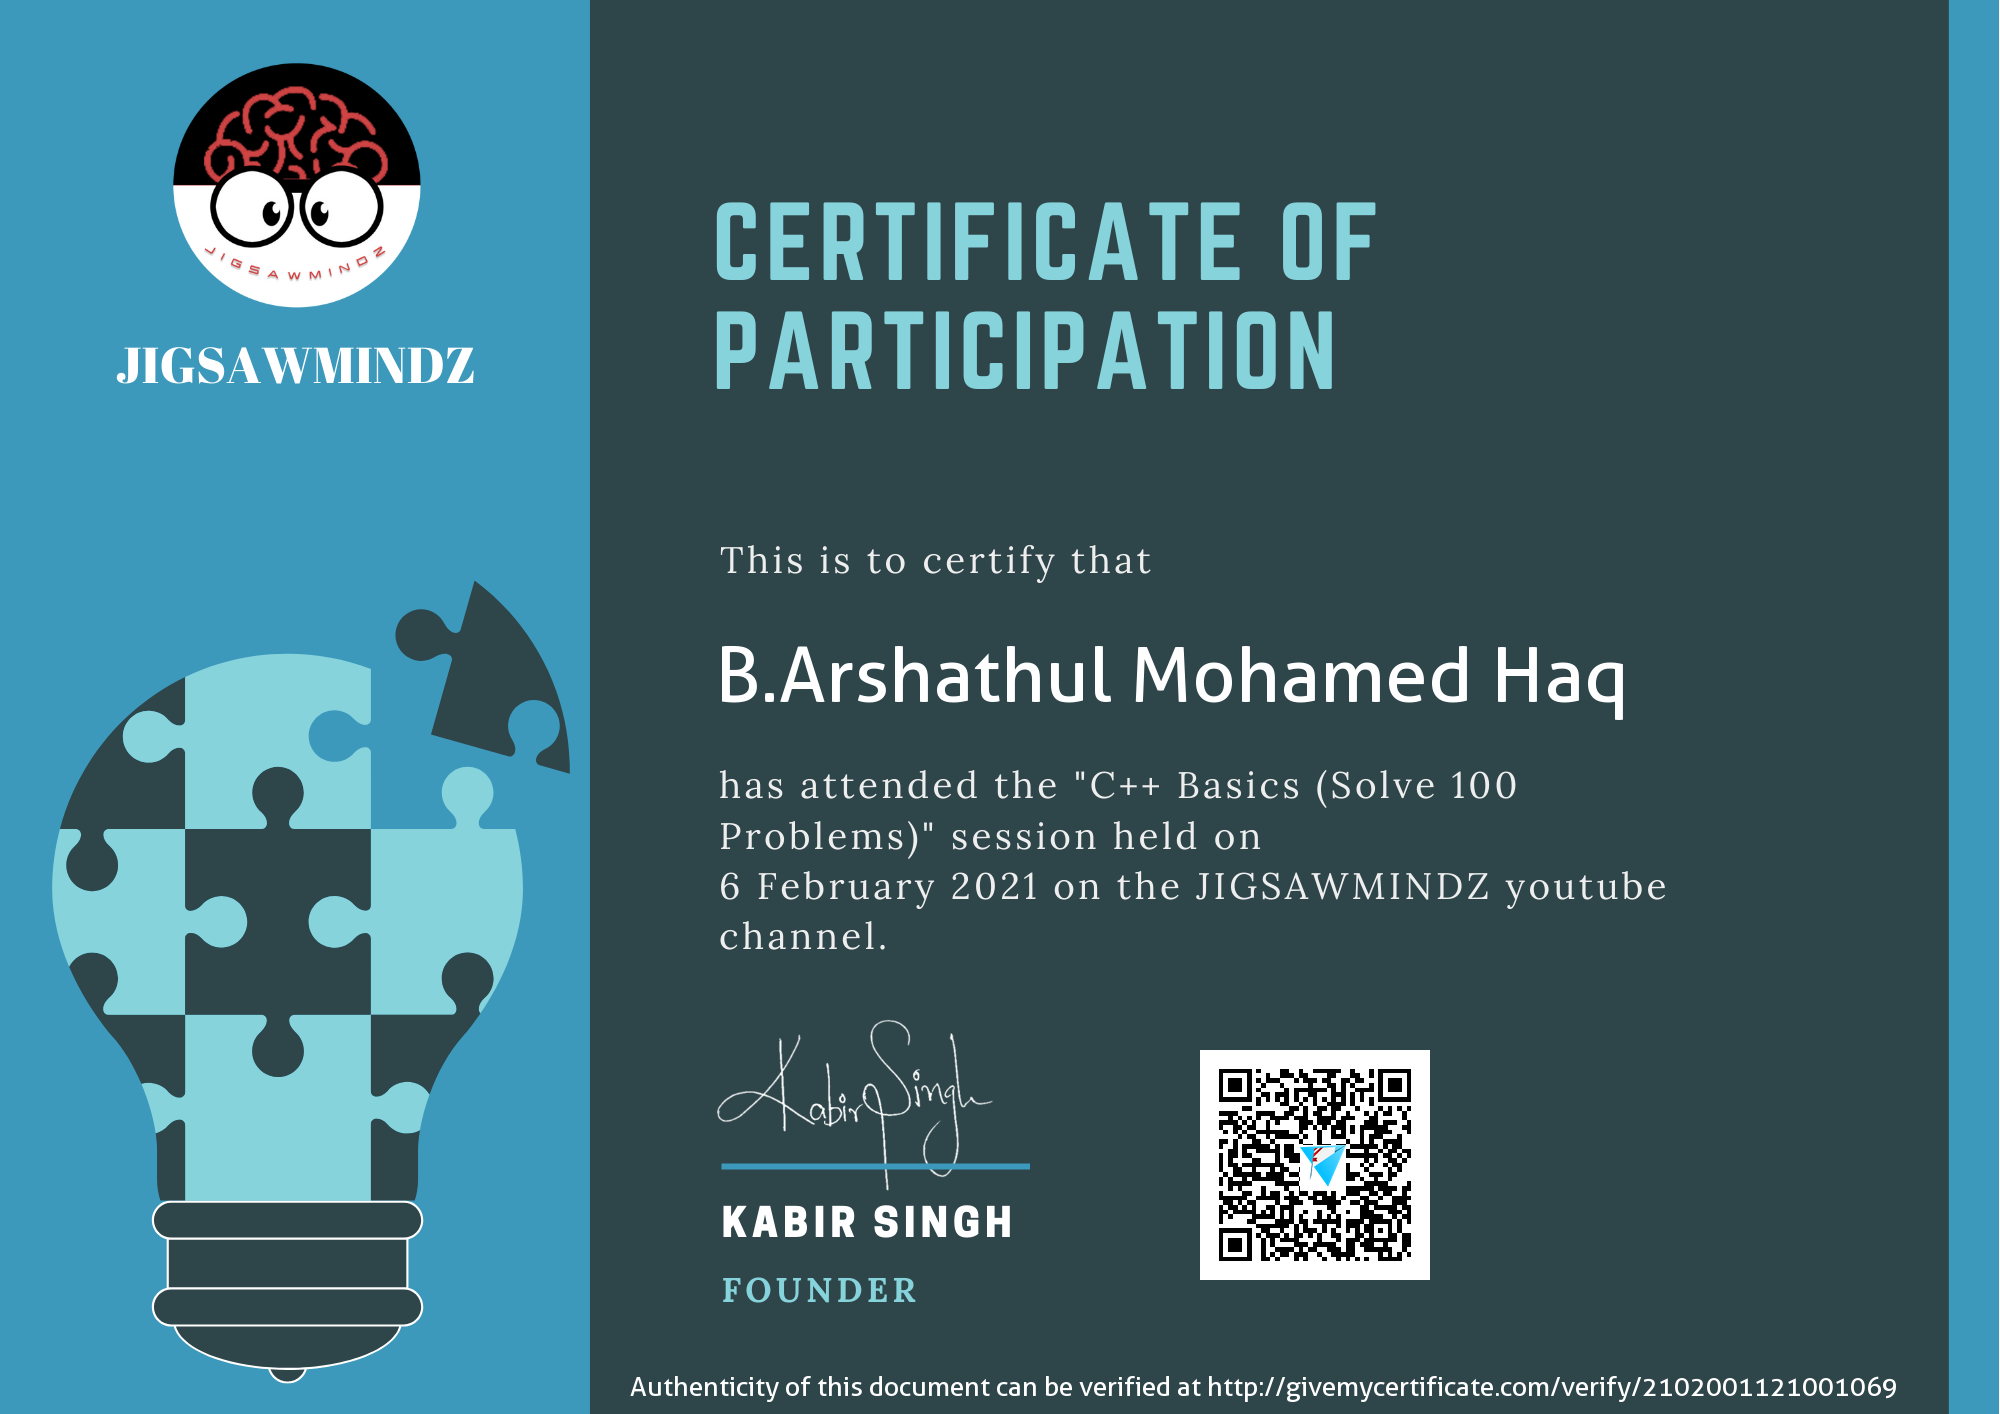 JIGSAWMINDZ
JIGSAWMINDZ
CERTIFICATE OF
PARTICIPATION
This is to certify that
B.Arshathul Mohamed Haq
has attended the "C++ Basics (Solve 100
Problems)" session held on
6 February 2021 on the JIGSAWMINDZ youtube
channel.
Kabir Singh
KABIR SINGH
FOUNDER
Authenticity of this document can be verified at http://givemycertificate.com/verify/2102001121001069